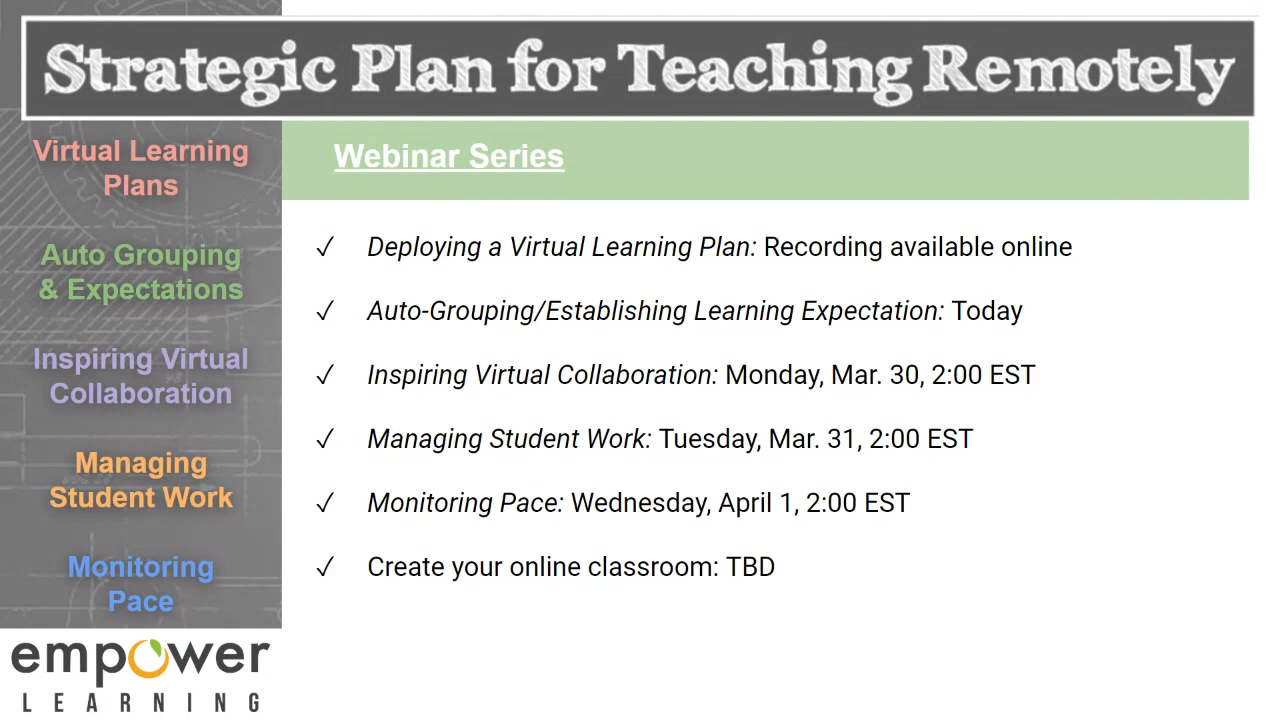 Strategic Plan for Teaching Remotely
Virtual Learning
Plans
Auto Grouping
& Expectations
Inspiring Virtual
Collaboration
Managing
Student Work
Monitoring
Pace
empower
LEARNING
Webinar Series
✓ Deploying a Virtual Learning Plan: Recording available online
✓ Auto-Grouping/Establishing Learning Expectation: Today
✓ Inspiring Virtual Collaboration: Monday, Mar. 30, 2:00 EST
✓ Managing Student Work: Tuesday, Mar. 31, 2:00 EST
✓ Monitoring Pace: Wednesday, April 1, 2:00 EST
✓ Create your online classroom: TBD